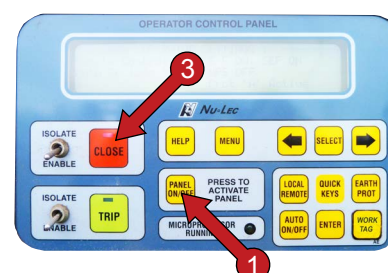 OPERATOR CONTROL PANEL
3
Nu-Lec
ISOLATE
CLOSE
ENABLE
HELP
MENU
SELECT
ISOLATE
TRIP
ENABLE
PANEL
ON/OFF
PRESS TO
ACTIVATE
PANEL
MICROPROCESSOR
RUNNING
LOCAL
REMOTE
QUICK
KEYS
EARTH
PROT
AUTO
ON/OFF
ENTER
WORK
TAG
1